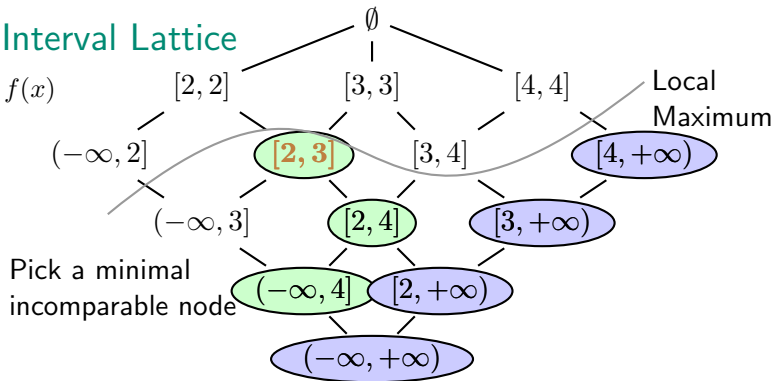 ∅
Interval Lattice
f(x)
[2, 2]
[3, 3]
[4, 4]
Local
Maximum
(−∞, 2]
[2, 3]
[3, 4]
[4, +∞)
(−∞, 3]
[2, 4]
[3, +∞)
Pick a minimal
incomparable node
(−∞, 4]
[2, +∞)
(−∞, +∞)